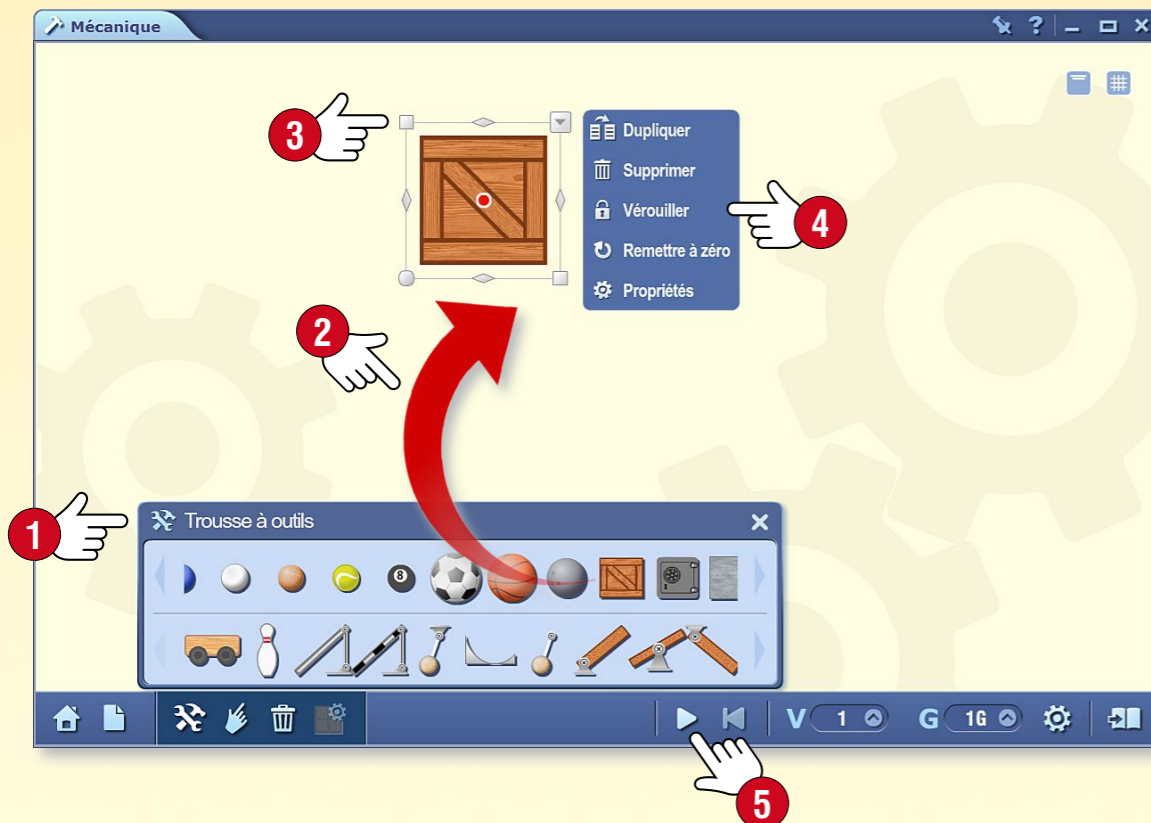 Mécanique
?
3
Dupliquer
Supprimer
Vérouiller
4
Remettre à zéro
Propriétés
2
1
Trousse à outils
8
V 1 G 1G
5